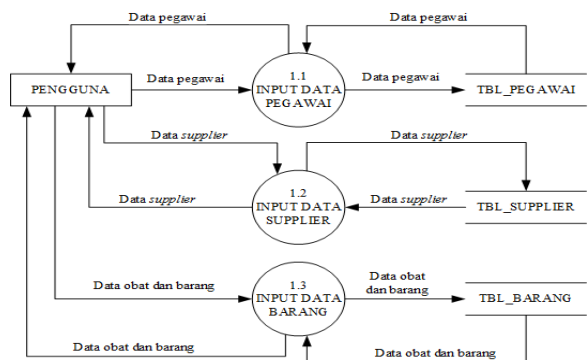 Data pegawai
Data pegawai
PENGGUNA
Data pegawai
1.1
INPUT DATA
PEGAWAI
Data pegawai
TBL_PEGAWAI
Data supplier
Data supplier
Data supplier
1.2
INPUT DATA
SUPPLIER
Data supplier
TBL_SUPPLIER
Data obat dan barang
1.3
INPUT DATA
BARANG
Data obat
dan barang
TBL_BARANG
Data obat dan barang
Data obat dan barang